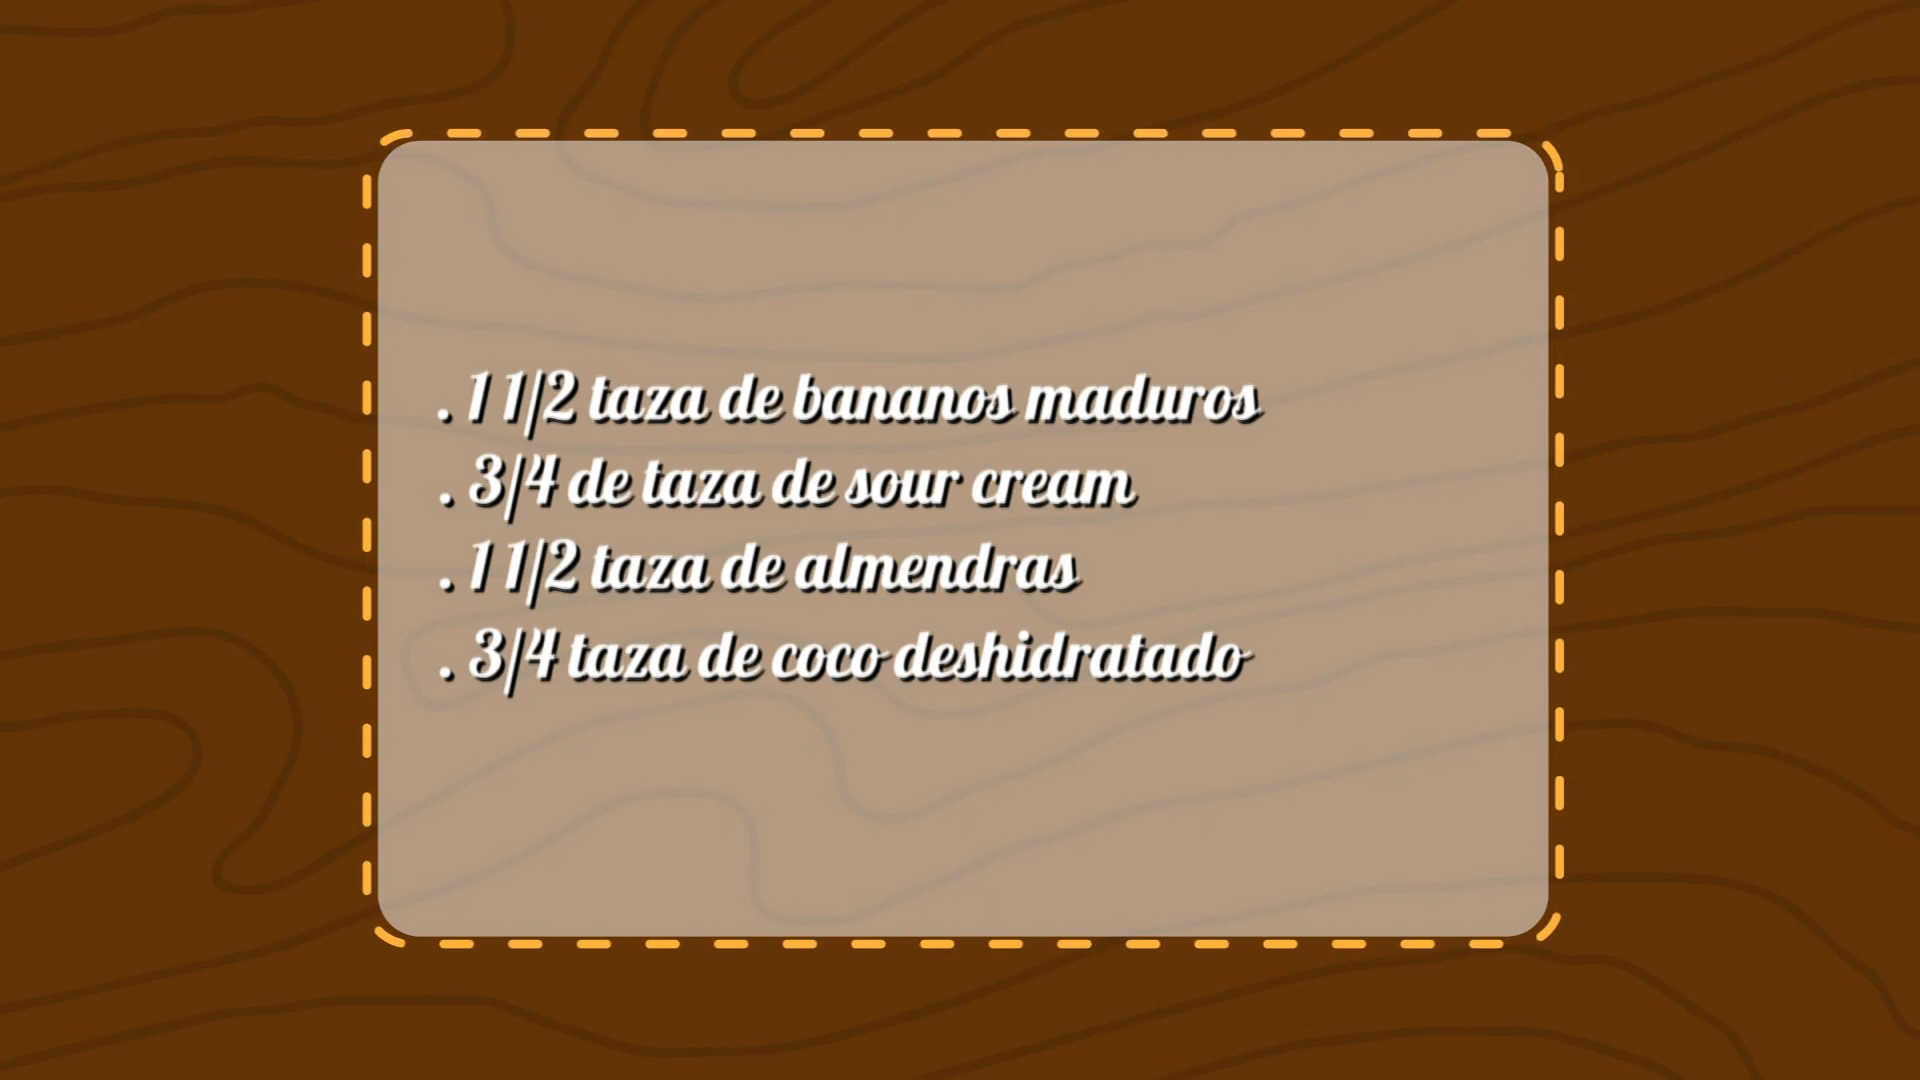 . 1 1/2 taza de bananos maduros
. 3/4 de taza de sour cream
. 1 1/2 taza de almendras
. 3/4 taza de coco deshidratado